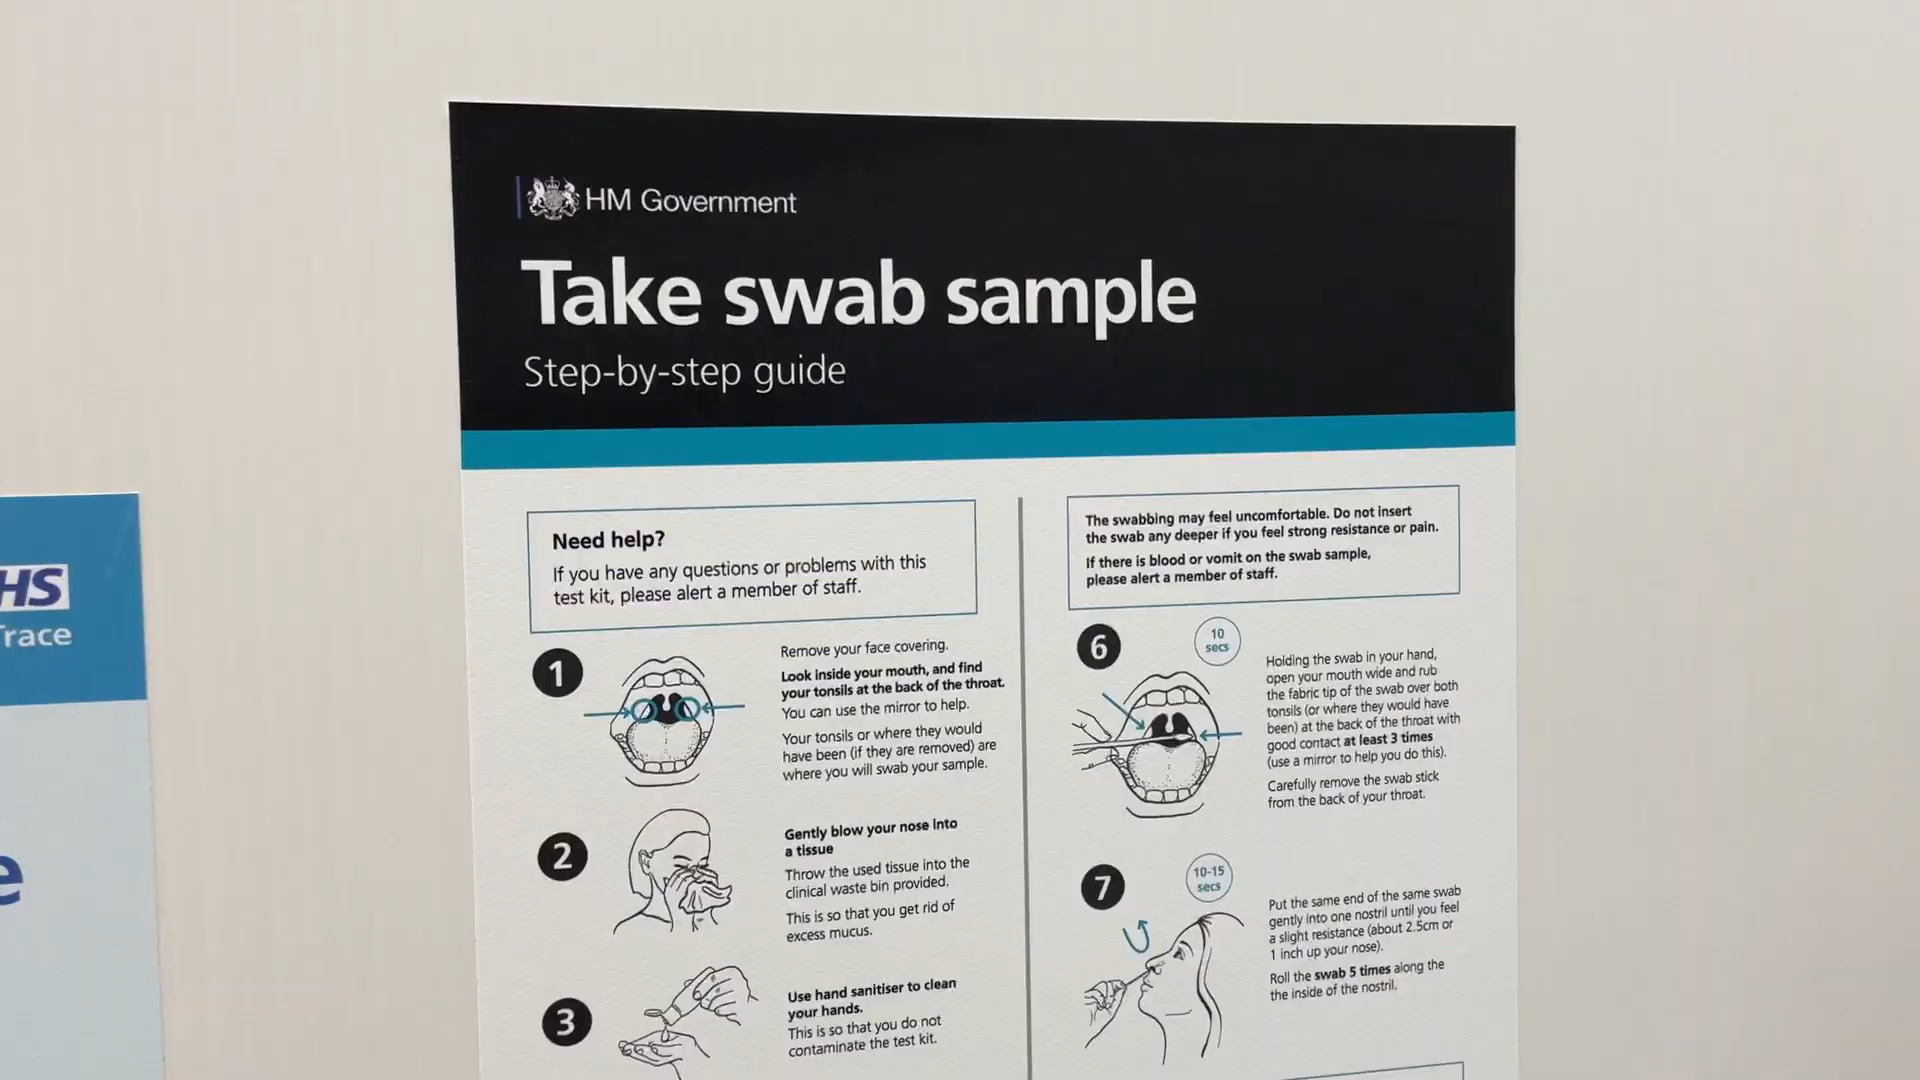 HM Government
Take swab sample
Step-by-step guide
Need help?
If you have any questions or problems with this
test kit, please alert a member of staff.
1
Remove your face covering.
Look inside your mouth, and find
your tonsils at the back of the throat.
You can use the mirror to help.
Your tonsils or where they would
have been (if they are removed) are
where you will swab your sample.
2
Gently blow your nose into
a tissue
Throw the used tissue into the
clinical waste bin provided.
This is so that you get rid of
excess mucus.
3
Use hand sanitiser to clean
your hands.
This is so that you do not
contaminate the test kit.
The swabbing may feel uncomfortable. Do not insert
the swab any deeper if you feel strong resistance or pain.
If there is blood or vomit on the swab sample,
please alert a member of staff.
6
10
secs
Holding the swab in your hand,
open your mouth wide and rub
the fabric tip of the swab over both
tonsils (or where they would have
been) at the back of the throat with
good contact at least 3 times
(use a mirror to help you do this).
Carefully remove the swab stick
from the back of your throat.
7
10-15
secs
Put the same end of the same swab
gently into one nostril until you feel
a slight resistance (about 2.5cm or
1 inch up your nose).
Roll the swab 5 times along the
the inside of the nostril.
HS
Trace
e